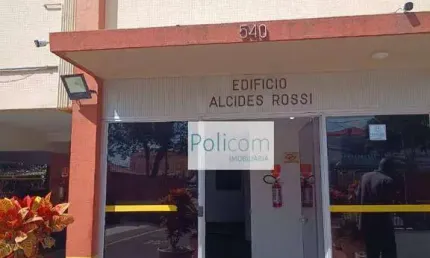 540
EDIFICIO
ALCIDES ROSSI
Policom
IMOBILIÁRIA